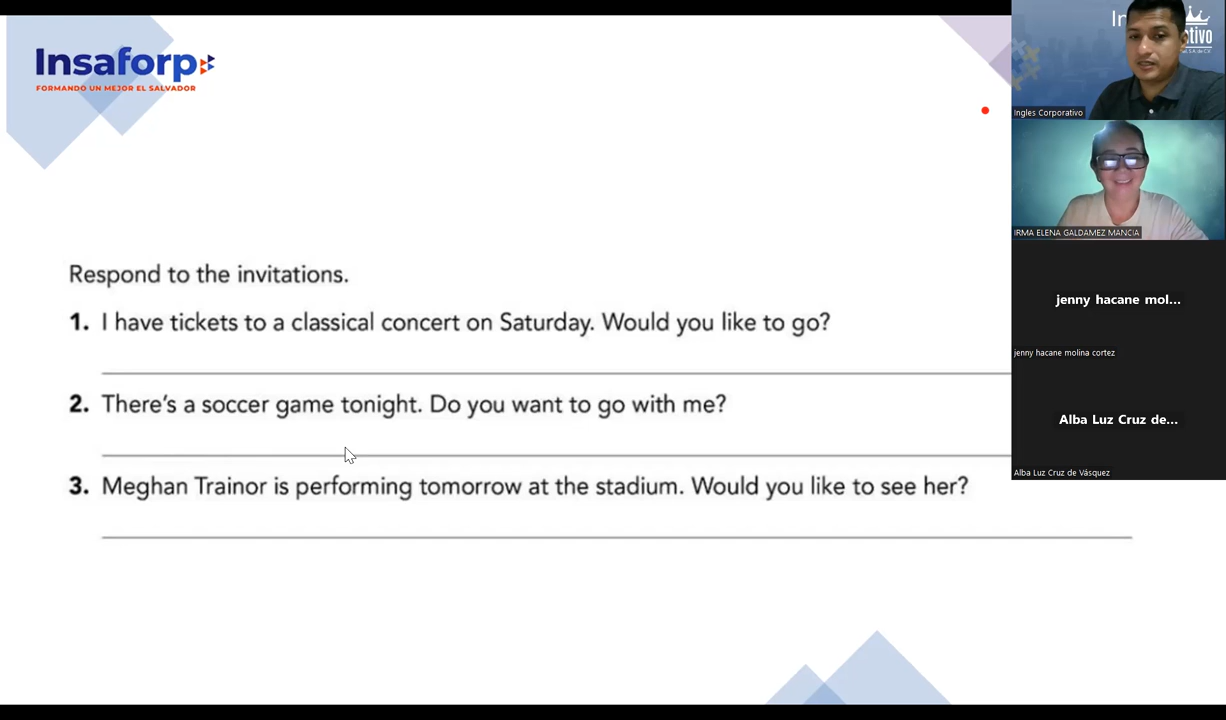 Insaforp
FORMANDO UN MEJOR EL SALVADOR
Respond to the invitations.
1. I have tickets to a classical concert on Saturday. Would you like to go?
2. There's a soccer game tonight. Do you want to go with me?
3. Meghan Trainor is performing tomorrow at the stadium. Would you like to see her?
Ingles Corporativo
IRMA ELENA GALDAMEZ MANCIA
jenny hacane mol...
jenny hacane molina cortez
Alba Luz Cruz de...
Alba Luz Cruz de Vásquez